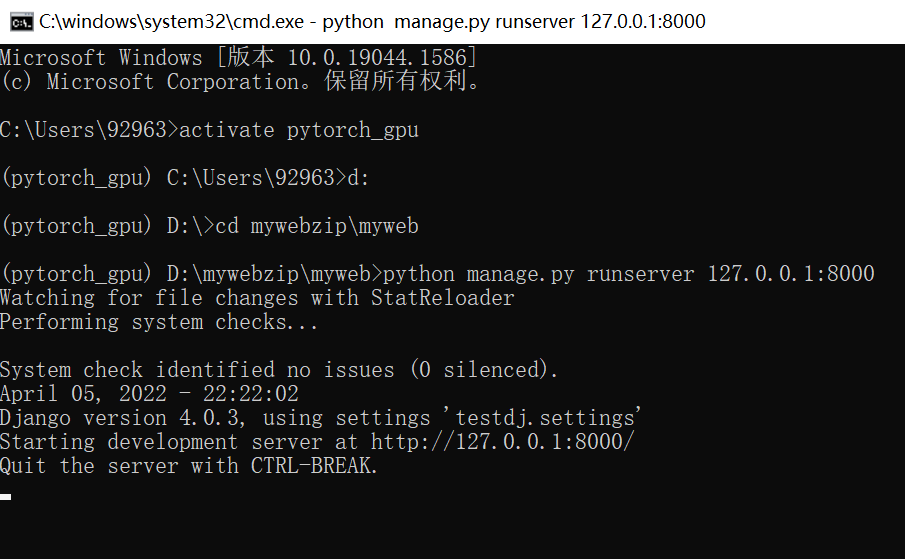 C:\windows\system32\cmd.exe - python  manage.py runserver 127.0.0.1:8000
Microsoft Windows [版本 10.0.19044.1586]
(c) Microsoft Corporation。保留所有权利。
C:\Users\92963>activate pytorch_gpu
(pytorch_gpu) C:\Users\92963>d:
(pytorch_gpu) D:\>cd mywebzip\myweb
(pytorch_gpu) D:\mywebzip\myweb>python manage.py runserver 127.0.0.1:8000
Watching for file changes with StatReloader
Performing system checks...
System check identified no issues (0 silenced).
April 05, 2022 - 22:22:02
Django version 4.0.3, using settings 'testdj.settings'
Starting development server at http://127.0.0.1:8000/
Quit the server with CTRL-BREAK.